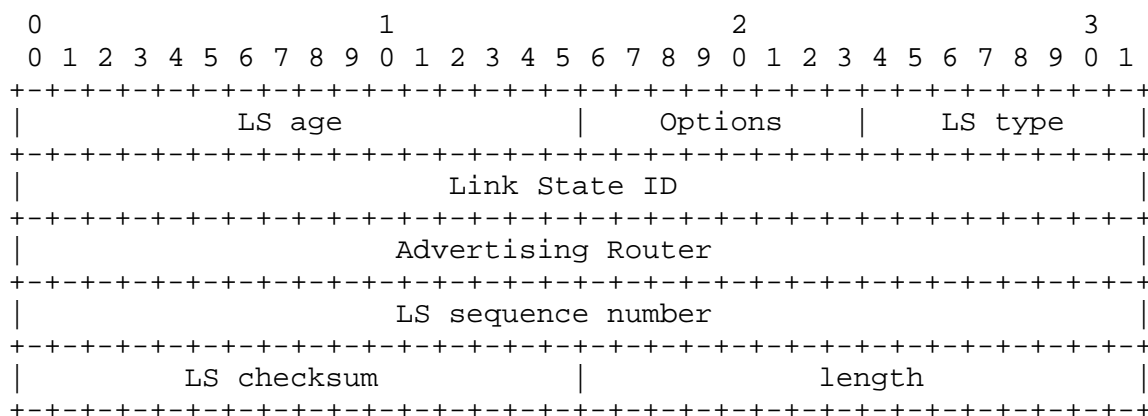 0                   1                   2                   3
0 1 2 3 4 5 6 7 8 9 0 1 2 3 4 5 6 7 8 9 0 1 2 3 4 5 6 7 8 9 0 1
+-+-+-+-+-+-+-+-+-+-+-+-+-+-+-+-+-+-+-+-+-+-+-+-+-+-+-+-+-+-+-+-+
|            LS age             |    Options    |    LS type    |
+-+-+-+-+-+-+-+-+-+-+-+-+-+-+-+-+-+-+-+-+-+-+-+-+-+-+-+-+-+-+-+-+
|                        Link State ID                          |
+-+-+-+-+-+-+-+-+-+-+-+-+-+-+-+-+-+-+-+-+-+-+-+-+-+-+-+-+-+-+-+-+
|                     Advertising Router                        |
+-+-+-+-+-+-+-+-+-+-+-+-+-+-+-+-+-+-+-+-+-+-+-+-+-+-+-+-+-+-+-+-+
|                     LS sequence number                        |
+-+-+-+-+-+-+-+-+-+-+-+-+-+-+-+-+-+-+-+-+-+-+-+-+-+-+-+-+-+-+-+-+
|         LS checksum           |             length            |
+-+-+-+-+-+-+-+-+-+-+-+-+-+-+-+-+-+-+-+-+-+-+-+-+-+-+-+-+-+-+-+-+